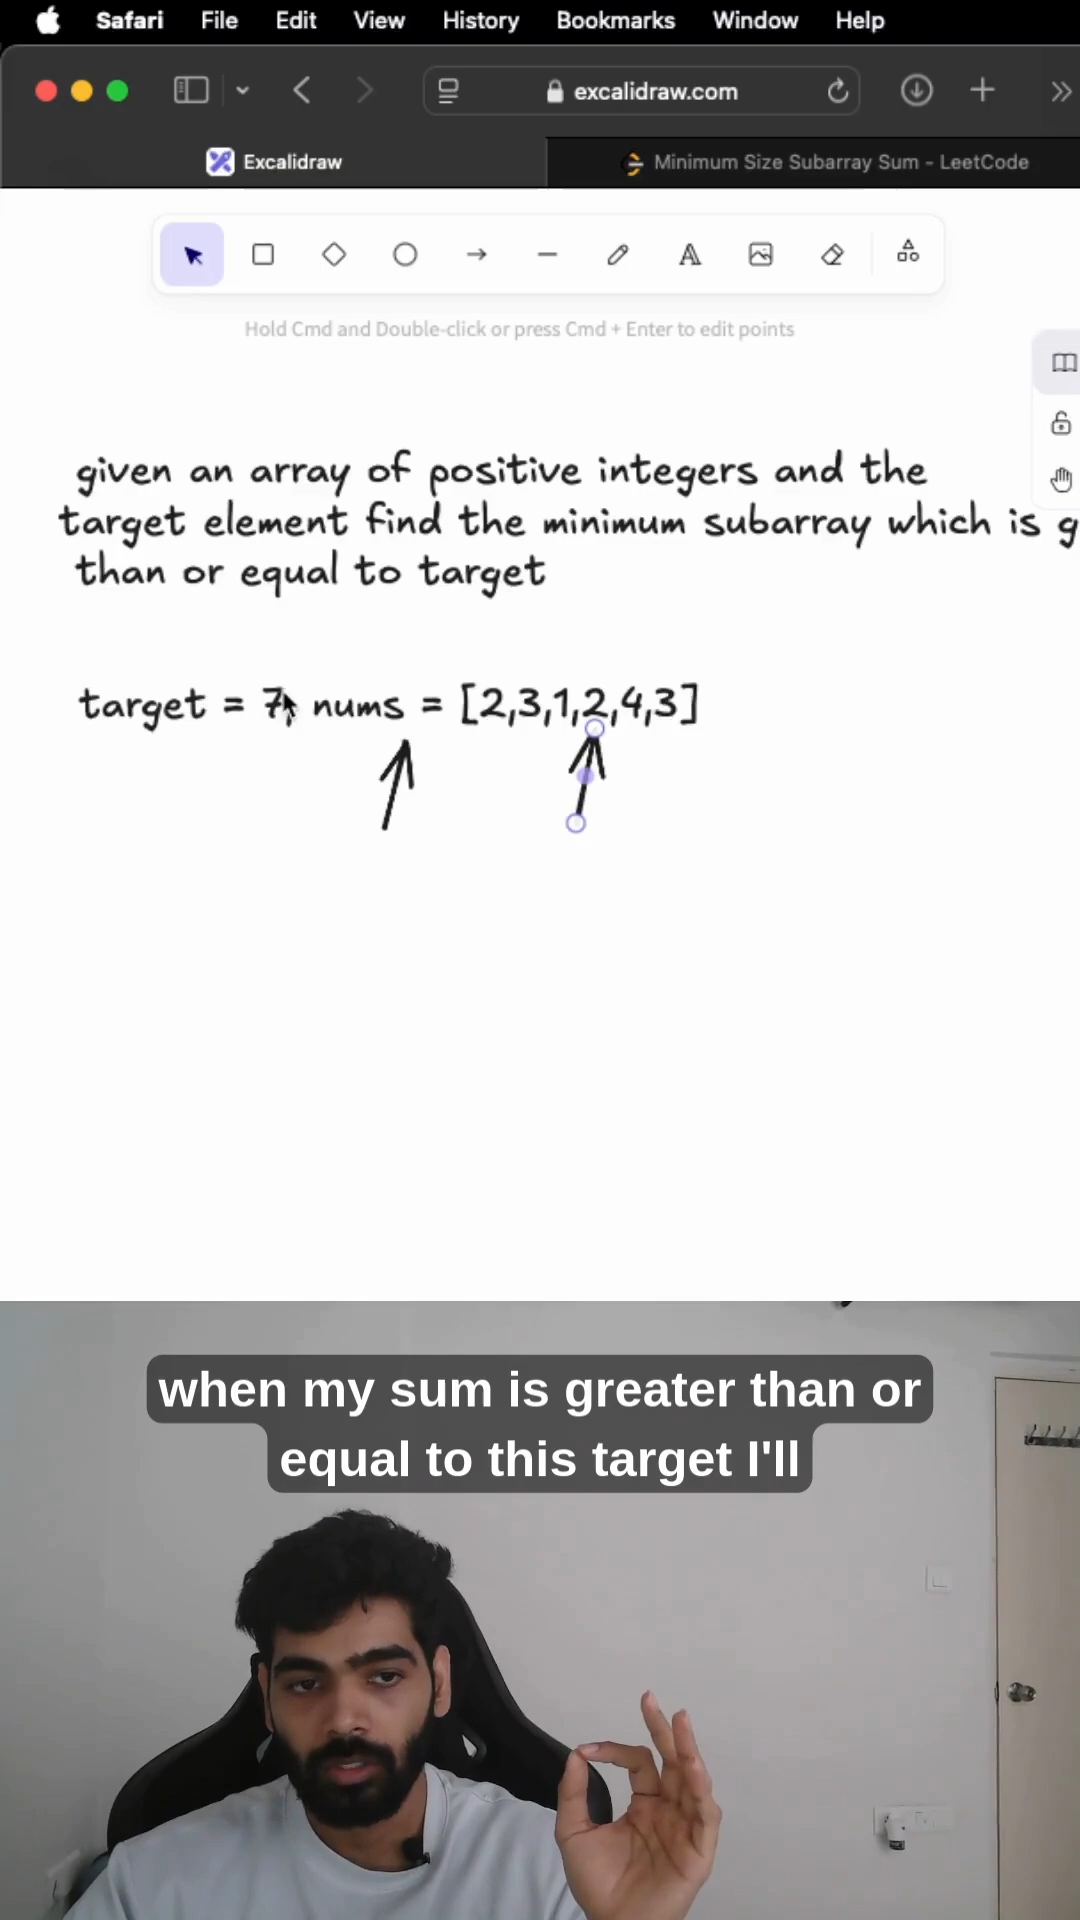 Safari File Edit View History Bookmarks Window Help
excalidraw.com
Excalidraw
Minimum Size Subarray Sum - LeetCode
A
Hold Cmd and Double-click or press Cmd + Enter to edit points
given an array of positive integers and the
target element find the minimum subarray which is g
than or equal to target
target = 7, nums = [2,3,1,2,4,3]
when my sum is greater than or
equal to this target I'll